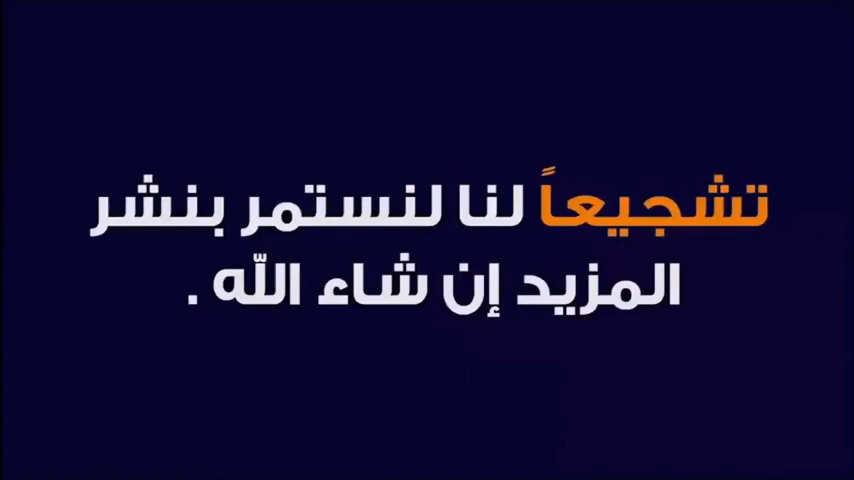 تشجيعاً لنا لنستمر بنشر
المزيد إن شاء اللّه .